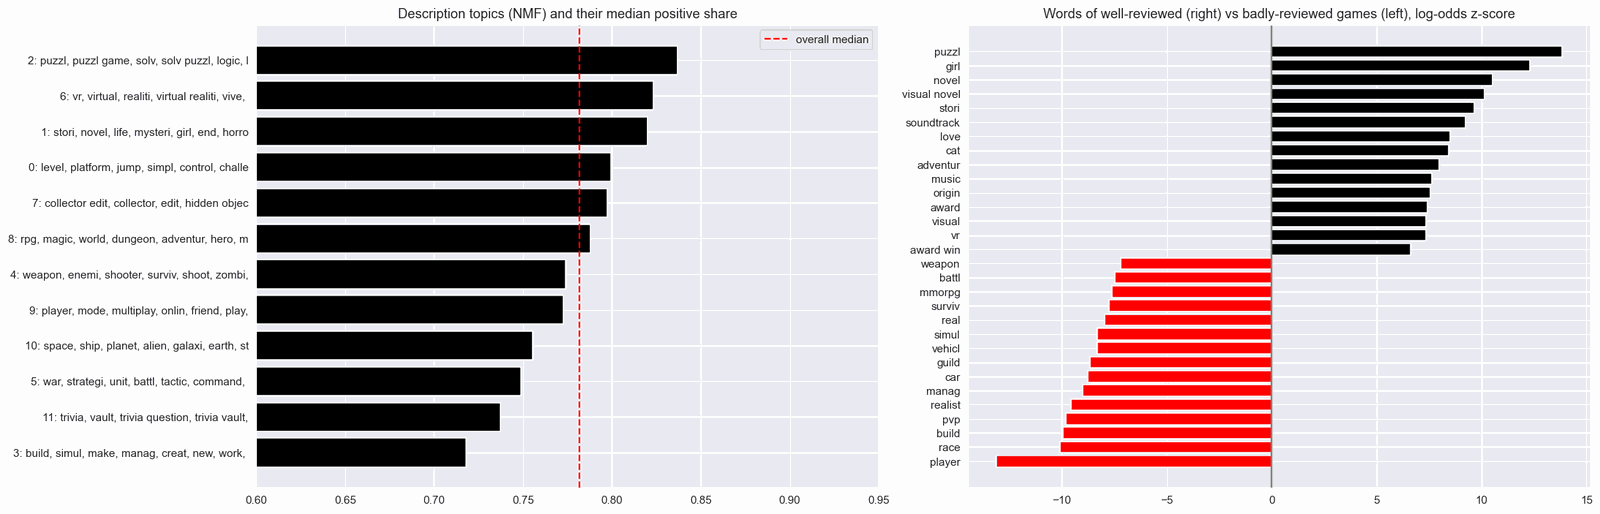 Description topics (NMF) and their median positive share
overall median
2: puzzl, puzzl game, solv, solv puzzl, logic, l
6: vr, virtual, realiti, virtual realiti, vive,
1: stori, novel, life, mysteri, girl, end, horro
0: level, platform, jump, simpl, control, challe
7: collector edit, collector, edit, hidden objec
8: rpg, magic, world, dungeon, adventur, hero, m
4: weapon, enemi, shooter, surviv, shoot, zombi,
9: player, mode, multiplay, onlin, friend, play,
10: space, ship, planet, alien, galaxi, earth, st
5: war, strategi, unit, battl, tactic, command,
11: trivia, vault, trivia question, trivia vault,
3: build, simul, make, manag, creat, new, work,
0.60 0.65 0.70 0.75 0.80 0.85 0.90 0.95
Words of well-reviewed (right) vs badly-reviewed games (left), log-odds z-score
puzzl
girl
novel
visual novel
stori
soundtrack
love
cat
adventur
music
origin
award
visual
vr
award win
weapon
battl
mmorpg
surviv
real
simul
vehicl
guild
car
manag
realist
pvp
build
race
player
−10 −5 0 5 10 15